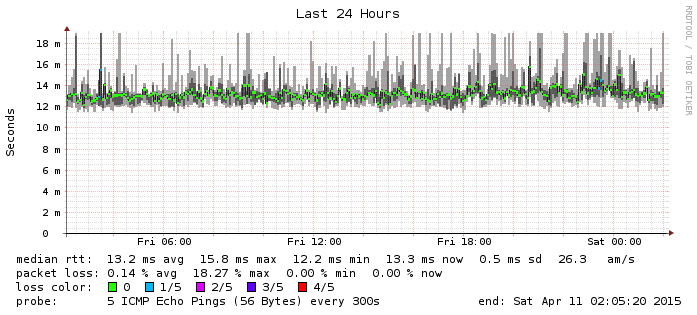 Last 24 Hours
RRDTOOL / TOBI OETIKER
Seconds
18 m
16 m
14 m
12 m
10 m
8 m
6 m
4 m
2 m
0
Fri 06:00 Fri 12:00 Fri 18:00 Sat 00:00
median rtt: 13.2 ms avg 15.8 ms max 12.2 ms min 13.3 ms now 0.5 ms sd 26.3 am/s
packet loss: 0.14 % avg 18.27 % max 0.00 % min 0.00 % now
loss color: 0 1/5 2/5 3/5 4/5
probe: 5 ICMP Echo Pings (56 Bytes) every 300s end: Sat Apr 11 02:05:20 2015